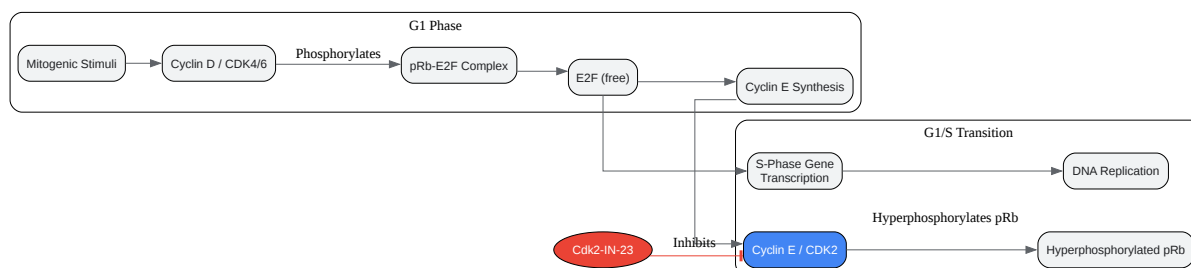 G1 Phase
Mitogenic Stimuli
Cyclin D / CDK4/6
Phosphorylates
pRb-E2F Complex
E2F (free)
Cyclin E Synthesis
G1/S Transition
S-Phase Gene
Transcription
DNA Replication
Cdk2-IN-23
Inhibits
Cyclin E / CDK2
Hyperphosphorylates pRb
Hyperphosphorylated pRb